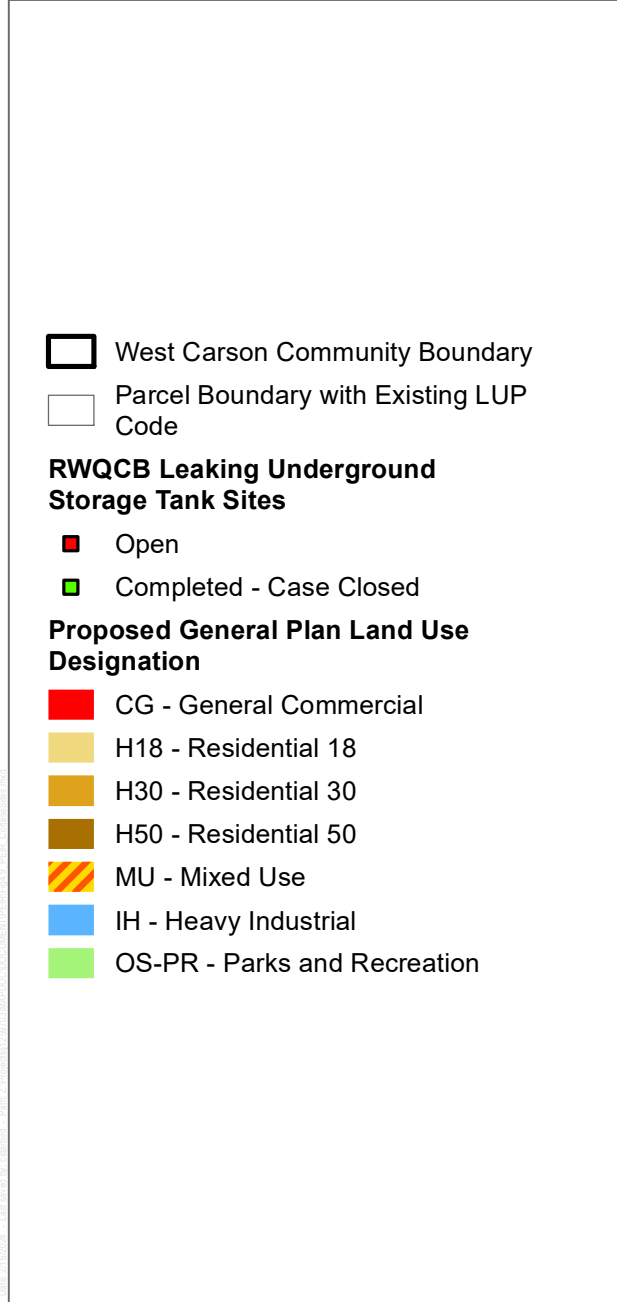 West Carson Community Boundary
Parcel Boundary with Existing LUP
Code
RWQCB Leaking Underground
Storage Tank Sites
Open
Completed - Case Closed
Proposed General Plan Land Use
Designation
CG - General Commercial
H18 - Residential 18
H30 - Residential 30
H50 - Residential 50
MU - Mixed Use
IH - Heavy Industrial
OS-PR - Parks and Recreation